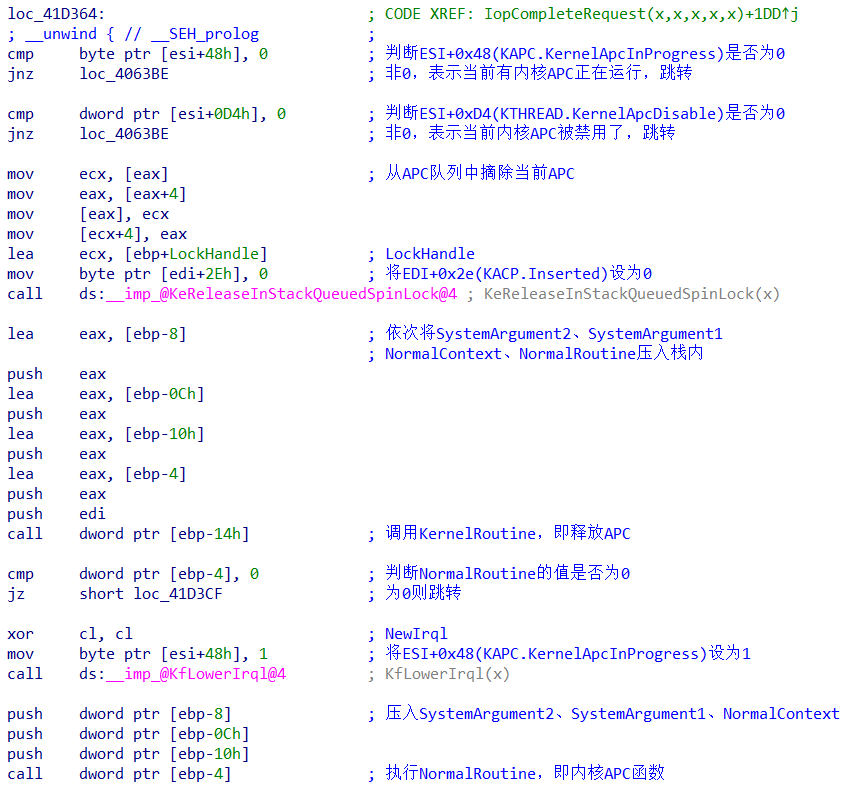 loc_41D364: ; CODE XREF: IopCompleteRequest(x,x,x,x,x)+1DD↑j
; __unwind { // __SEH_prolog ;
cmp byte ptr [esi+48h], 0 ; 判断ESI+0x48(KAPC.KernelApcInProgress)是否为0
jnz loc_4063BE ; 非0，表示当前有内核APC正在运行，跳转
cmp dword ptr [esi+0D4h], 0 ; 判断ESI+0xD4(KTHREAD.KernelApcDisable)是否为0
jnz loc_4063BE ; 非0，表示当前内核APC被禁用了，跳转
mov ecx, [eax] ; 从APC队列中摘除当前APC
mov eax, [eax+4]
mov [eax], ecx
mov [ecx+4], eax
lea ecx, [ebp+LockHandle] ; LockHandle
mov byte ptr [edi+2Eh], 0 ; 将EDI+0x2e(KACP.Inserted)设为0
call ds:__imp_@KeReleaseInStackQueuedSpinLock@4 ; KeReleaseInStackQueuedSpinLock(x)
lea eax, [ebp-8] ; 依次将SystemArgument2、SystemArgument1
; NormalContext、NormalRoutine压入栈内
push eax
lea eax, [ebp-0Ch]
push eax
lea eax, [ebp-10h]
push eax
lea eax, [ebp-4]
push eax
push edi
call dword ptr [ebp-14h] ; 调用KernelRoutine，即释放APC
cmp dword ptr [ebp-4], 0 ; 判断NormalRoutine的值是否为0
jz short loc_41D3CF ; 为0则跳转
xor cl, cl ; NewIrql
mov byte ptr [esi+48h], 1 ; 将ESI+0x48(KAPC.KernelApcInProgress)设为1
call ds:__imp_@KfLowerIrql@4 ; KfLowerIrql(x)
push dword ptr [ebp-8] ; 压入SystemArgument2、SystemArgument1、NormalContext
push dword ptr [ebp-0Ch]
push dword ptr [ebp-10h]
call dword ptr [ebp-4] ; 执行NormalRoutine，即内核APC函数